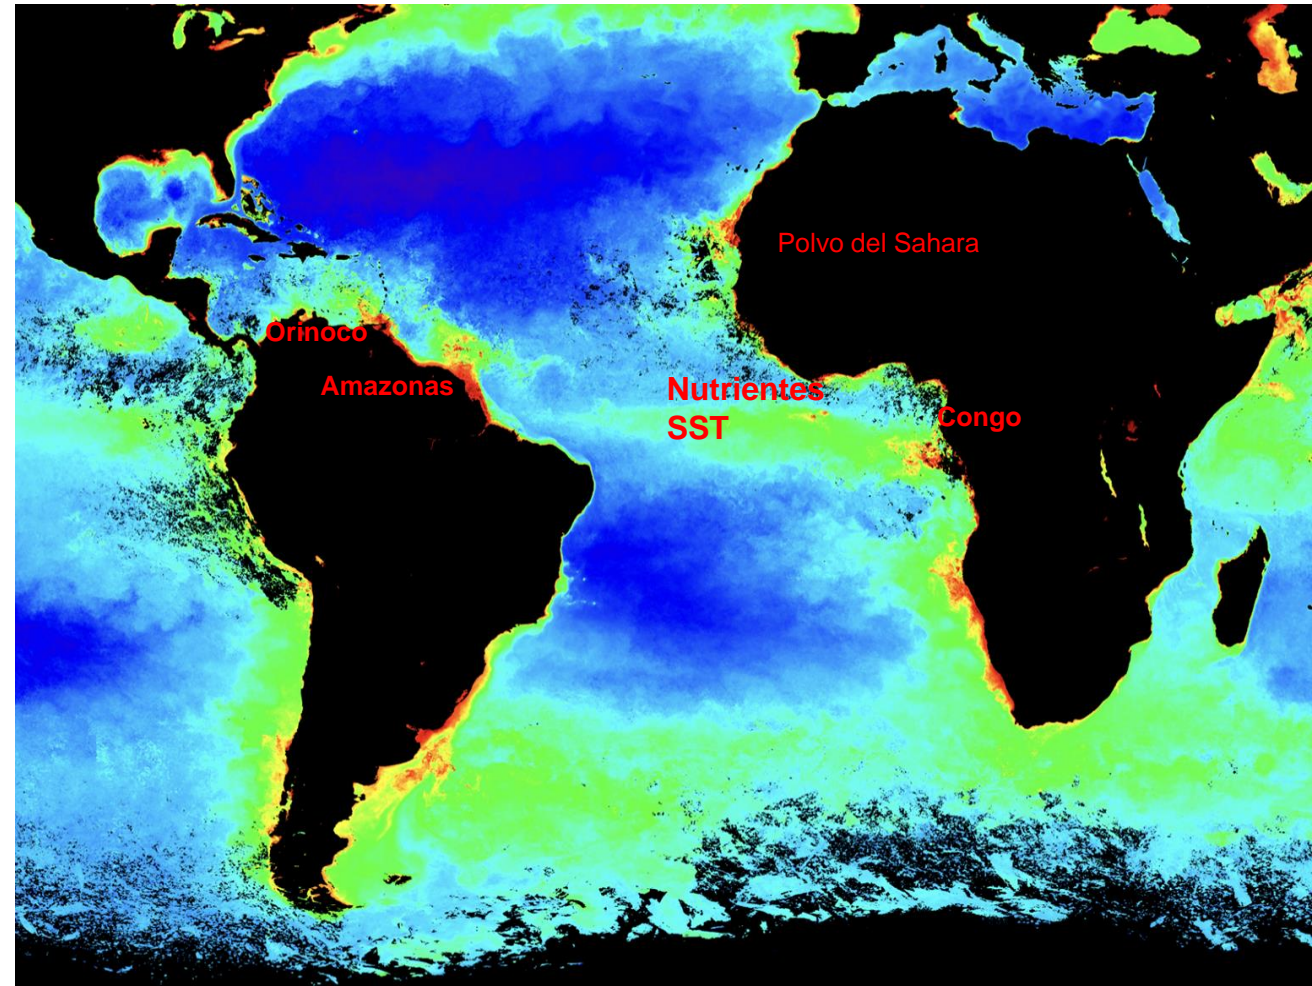 Polvo del Sahara
Orinoco
Amazonas
Nutrientes
SST
Congo